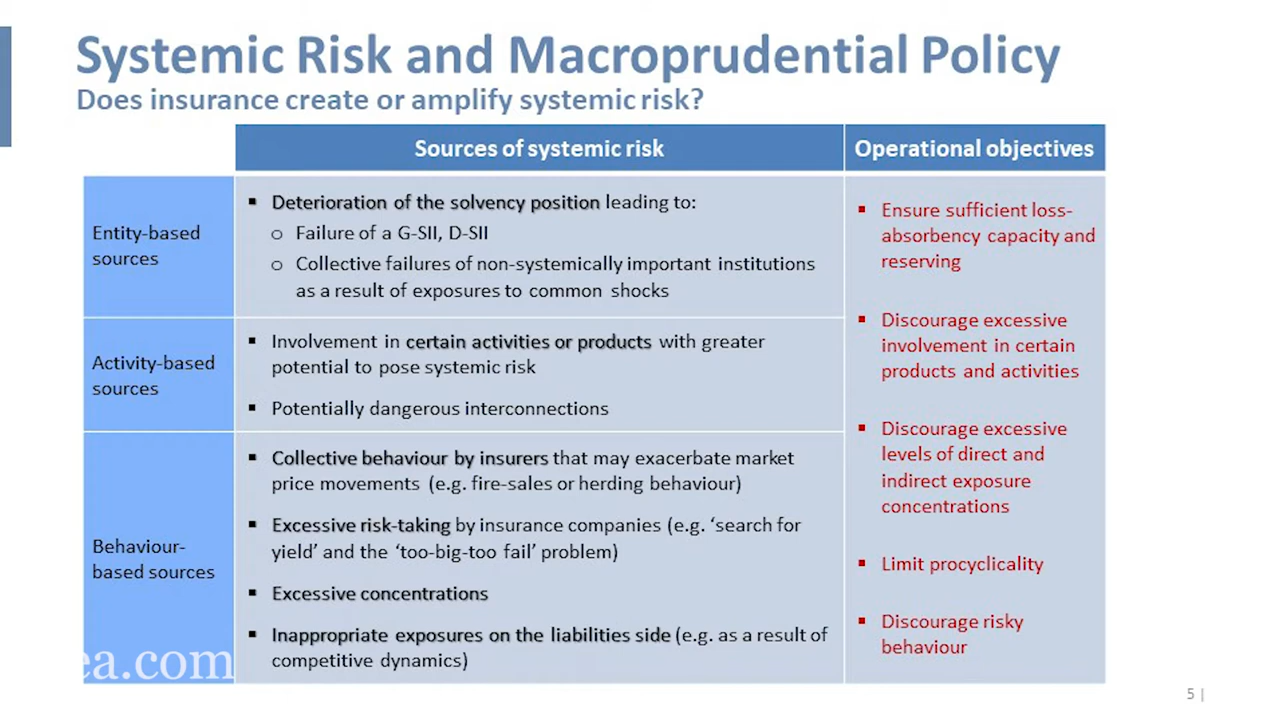 Systemic Risk and Macroprudential Policy
Does insurance create or amplify systemic risk?
Sources of systemic risk
Operational objectives
Entity-based
sources
▪ Deterioration of the solvency position leading to:
o Failure of a G-SII, D-SII
o Collective failures of non-systemically important institutions
as a result of exposures to common shocks
Activity-based
sources
▪ Involvement in certain activities or products with greater
potential to pose systemic risk
▪ Potentially dangerous interconnections
Behaviour-
based sources
▪ Collective behaviour by insurers that may exacerbate market
price movements (e.g. fire-sales or herding behaviour)
▪ Excessive risk-taking by insurance companies (e.g. ‘search for
yield’ and the ‘too-big-too fail’ problem)
▪ Excessive concentrations
▪ Inappropriate exposures on the liabilities side (e.g. as a result of
competitive dynamics)
▪ Ensure sufficient loss-
absorbency capacity and
reserving
▪ Discourage excessive
involvement in certain
products and activities
▪ Discourage excessive
levels of direct and
indirect exposure
concentrations
▪ Limit procyclicality
▪ Discourage risky
behaviour
ea.com
5 |